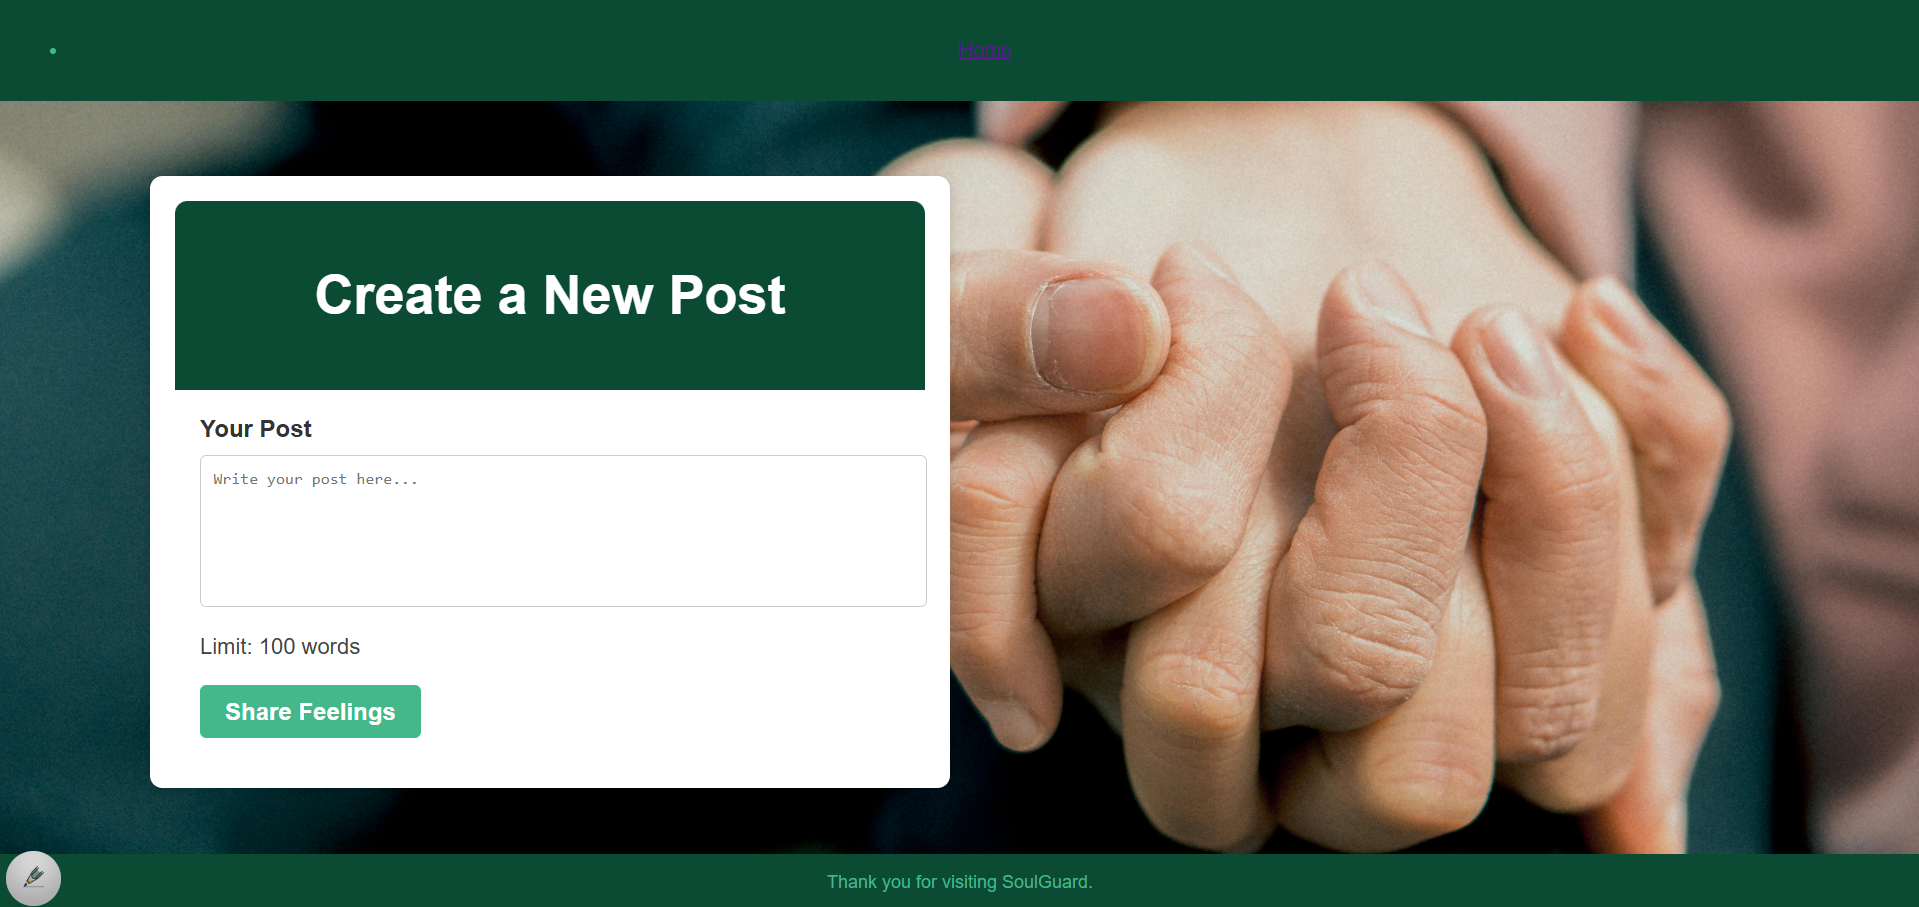 Home
Create a New Post
Your Post
Write your post here...
Limit: 100 words
Share Feelings
Thank you for visiting SoulGuard.